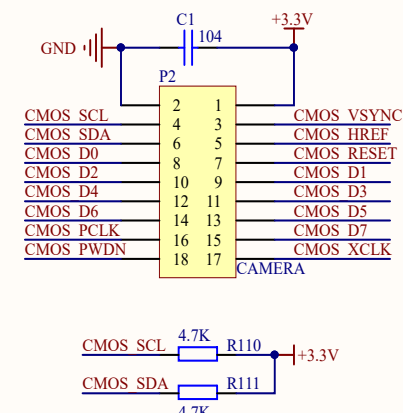 C1
+3.3V
GND
104
P2
2 1
CMOS_SCL 4 3 CMOS_VSYNC
CMOS_SDA 6 5 CMOS_HREF
CMOS_D0 8 7 CMOS_RESET
CMOS_D2 10 9 CMOS_D1
CMOS_D4 12 11 CMOS_D3
CMOS_D6 14 13 CMOS_D5
CMOS_PCLK 16 15 CMOS_D7
CMOS_PWDN 18 17 CMOS_XCLK
CAMERA
4.7K
CMOS_SCL R110
+3.3V
CMOS_SDA R111
4.7K